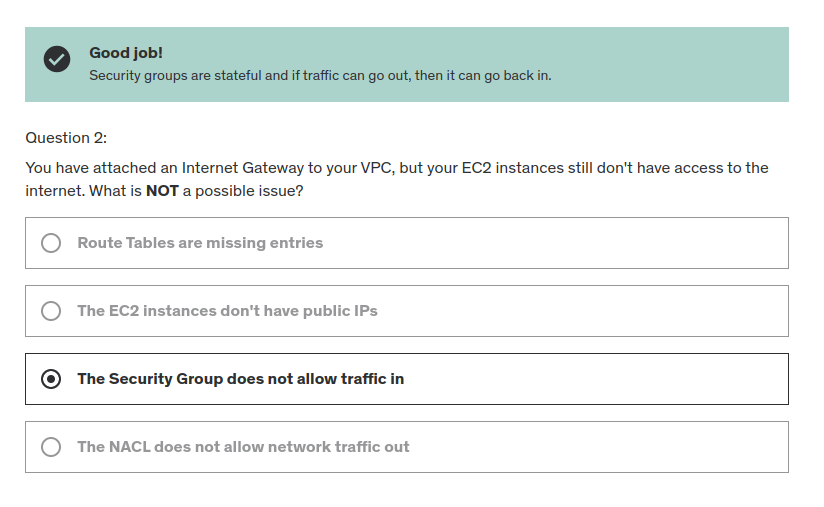 Good job!
Security groups are stateful and if traffic can go out, then it can go back in.
Question 2:
You have attached an Internet Gateway to your VPC, but your EC2 instances still don't have access to the
internet. What is NOT a possible issue?
Route Tables are missing entries
The EC2 instances don't have public IPs
The Security Group does not allow traffic in
The NACL does not allow network traffic out